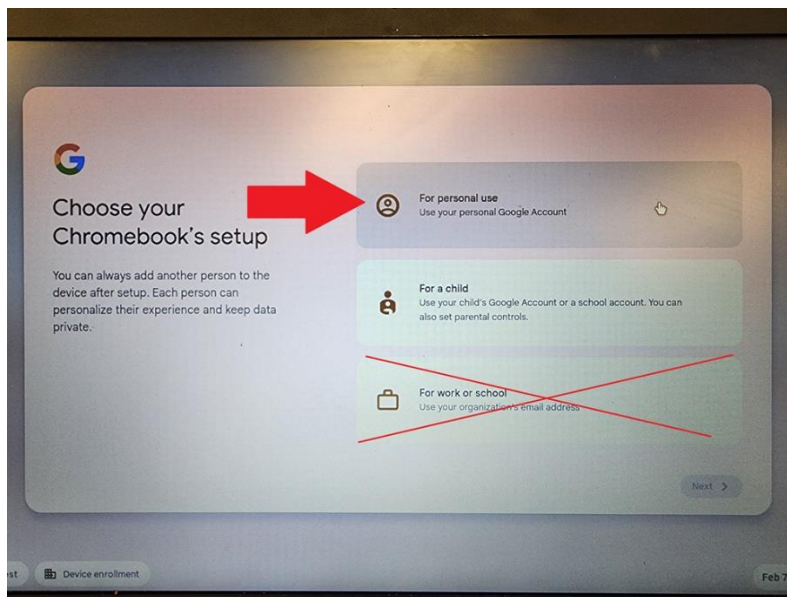 Choose your
Chromebook's setup
You can always add another person to the
device after setup. Each person can
personalize their experience and keep data
private.
For personal use
Use your personal Google Account
For a child
Use your child's Google Account or a school account. You can
also set parental controls.
For work or school
Use your organization's email address
Next
Device enrollment
Feb 7